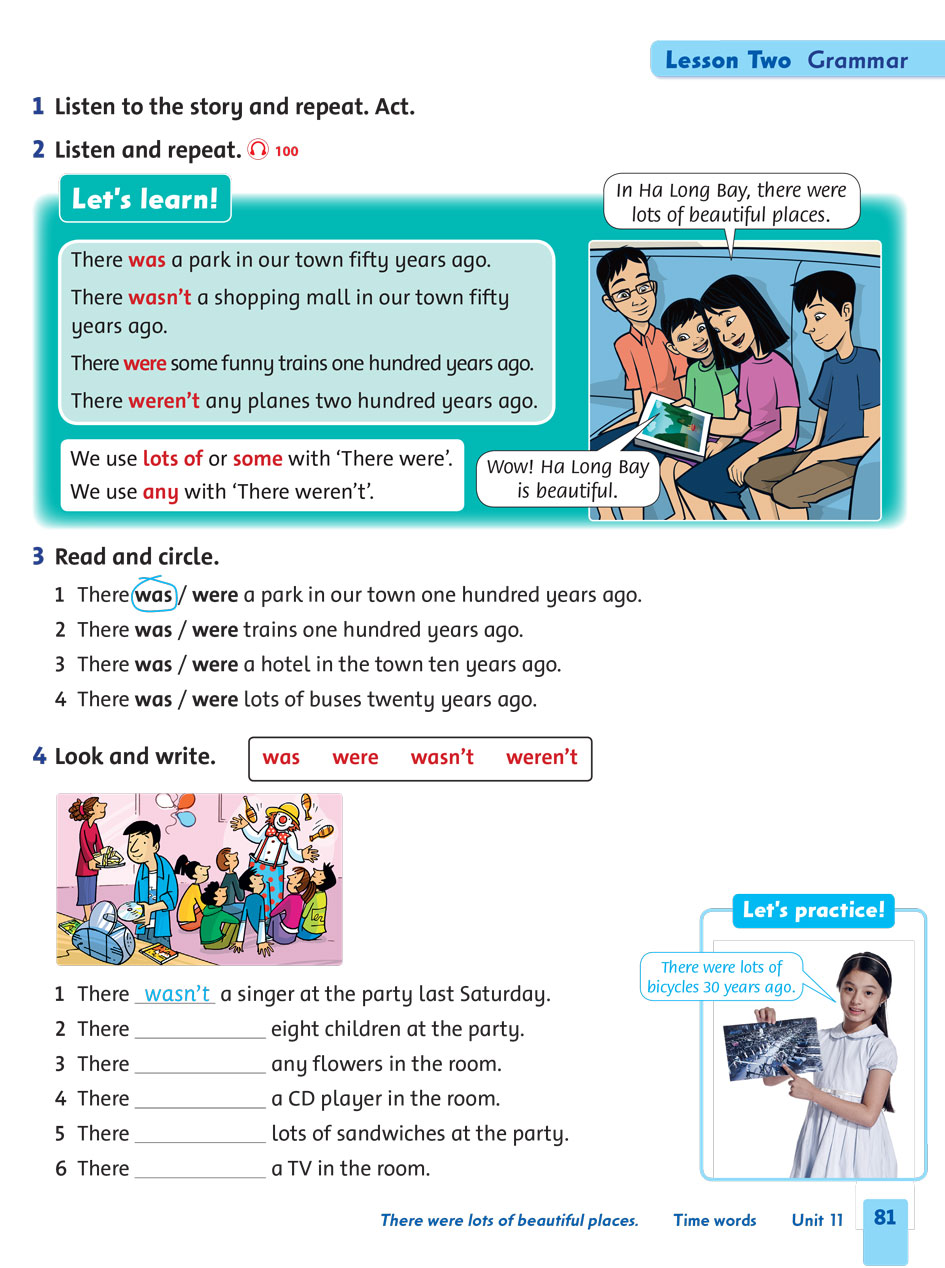 Lesson Two Grammar
1 Listen to the story and repeat. Act.
2 Listen and repeat. 100
Let's learn!
In Ha Long Bay, there were
lots of beautiful places.
There was a park in our town fifty years ago.
There wasn't a shopping mall in our town fifty
years ago.
There were some funny trains one hundred years ago.
There weren't any planes two hundred years ago.
We use lots of or some with 'There were'.
We use any with 'There weren't'.
Wow! Ha Long Bay
is beautiful.
3 Read and circle.
1 There was / were a park in our town one hundred years ago.
2 There was / were trains one hundred years ago.
3 There was / were a hotel in the town ten years ago.
4 There was / were lots of buses twenty years ago.
4 Look and write.
was were wasn't weren't
1 There wasn't a singer at the party last Saturday.
2 There ____________ eight children at the party.
3 There ____________ any flowers in the room.
4 There ____________ a CD player in the room.
5 There ____________ lots of sandwiches at the party.
6 There ____________ a TV in the room.
Let's practice!
There were lots of
bicycles 30 years ago.
There were lots of beautiful places. Time words Unit 11 81